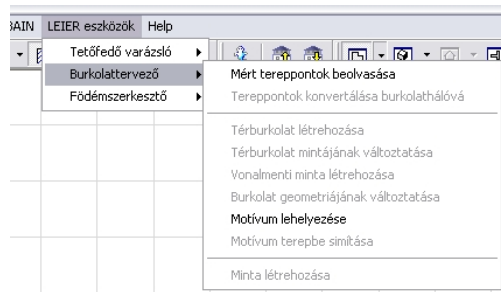 BAIN LEIER eszközök Help
Tetőfedő varázsló
Burkolattervező
Födémszerkesztő
Mért tereppontok beolvasása
Tereppontok konvertálása burkolathálóvá
Térburkolat létrehozása
Térburkolat mintájának változtatása
Vonalmenti minta létrehozása
Burkolat geometriájának változtatása
Motívum lehelyezése
Motívum terepbe simítása
Minta létrehozása